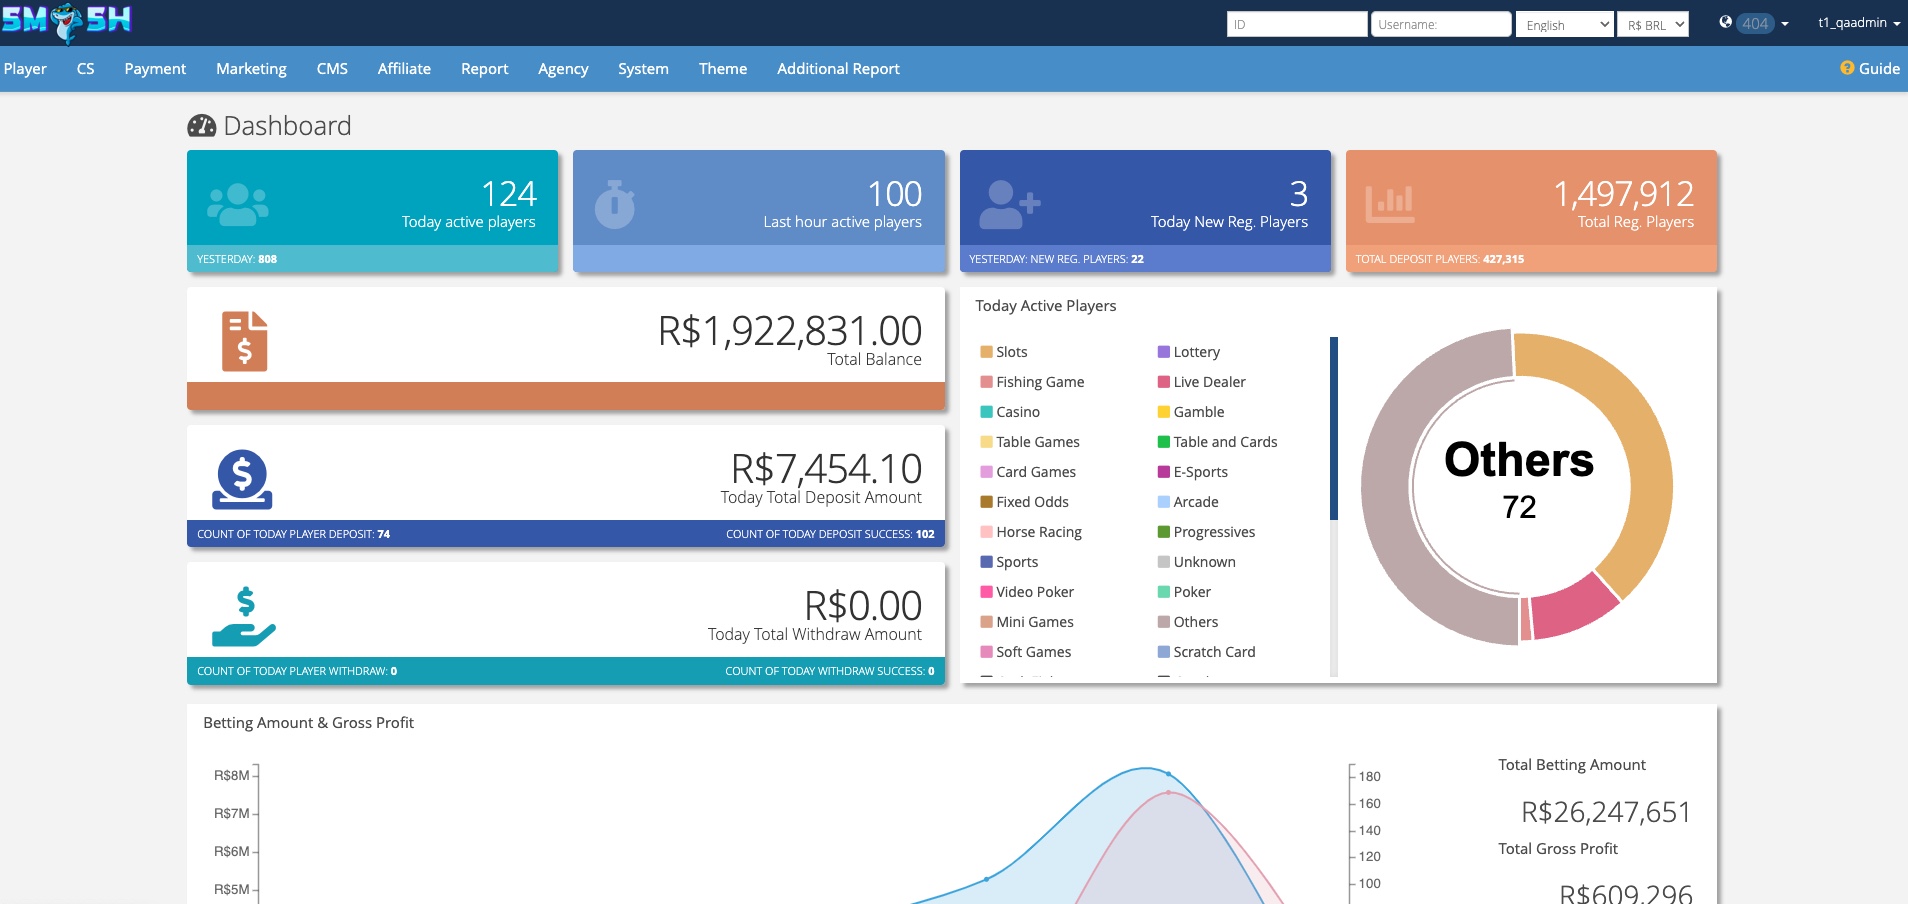 SMASH
ID
Username:
English
R$ BRL
404
t1_qaadmin
Player
CS
Payment
Marketing
CMS
Affiliate
Report
Agency
System
Theme
Additional Report
Guide
Dashboard
124
Today active players
YESTERDAY: 808
100
Last hour active players
3
Today New Reg. Players
YESTERDAY: NEW REG. PLAYERS: 22
1,497,912
Total Reg. Players
TOTAL DEPOSIT PLAYERS: 427,315
R$1,922,831.00
Total Balance
R$7,454.10
Today Total Deposit Amount
COUNT OF TODAY PLAYER DEPOSIT: 74
COUNT OF TODAY DEPOSIT SUCCESS: 102
R$0.00
Today Total Withdraw Amount
COUNT OF TODAY PLAYER WITHDRAW: 0
COUNT OF TODAY WITHDRAW SUCCESS: 0
Today Active Players
Slots
Lottery
Fishing Game
Live Dealer
Casino
Gamble
Table Games
Table and Cards
Card Games
E-Sports
Fixed Odds
Arcade
Horse Racing
Progressives
Sports
Unknown
Video Poker
Poker
Mini Games
Others
Soft Games
Scratch Card
Others
72
Betting Amount & Gross Profit
R$8M
R$7M
R$6M
R$5M
180
160
140
120
100
Total Betting Amount
R$26,247,651
Total Gross Profit
R$609,296